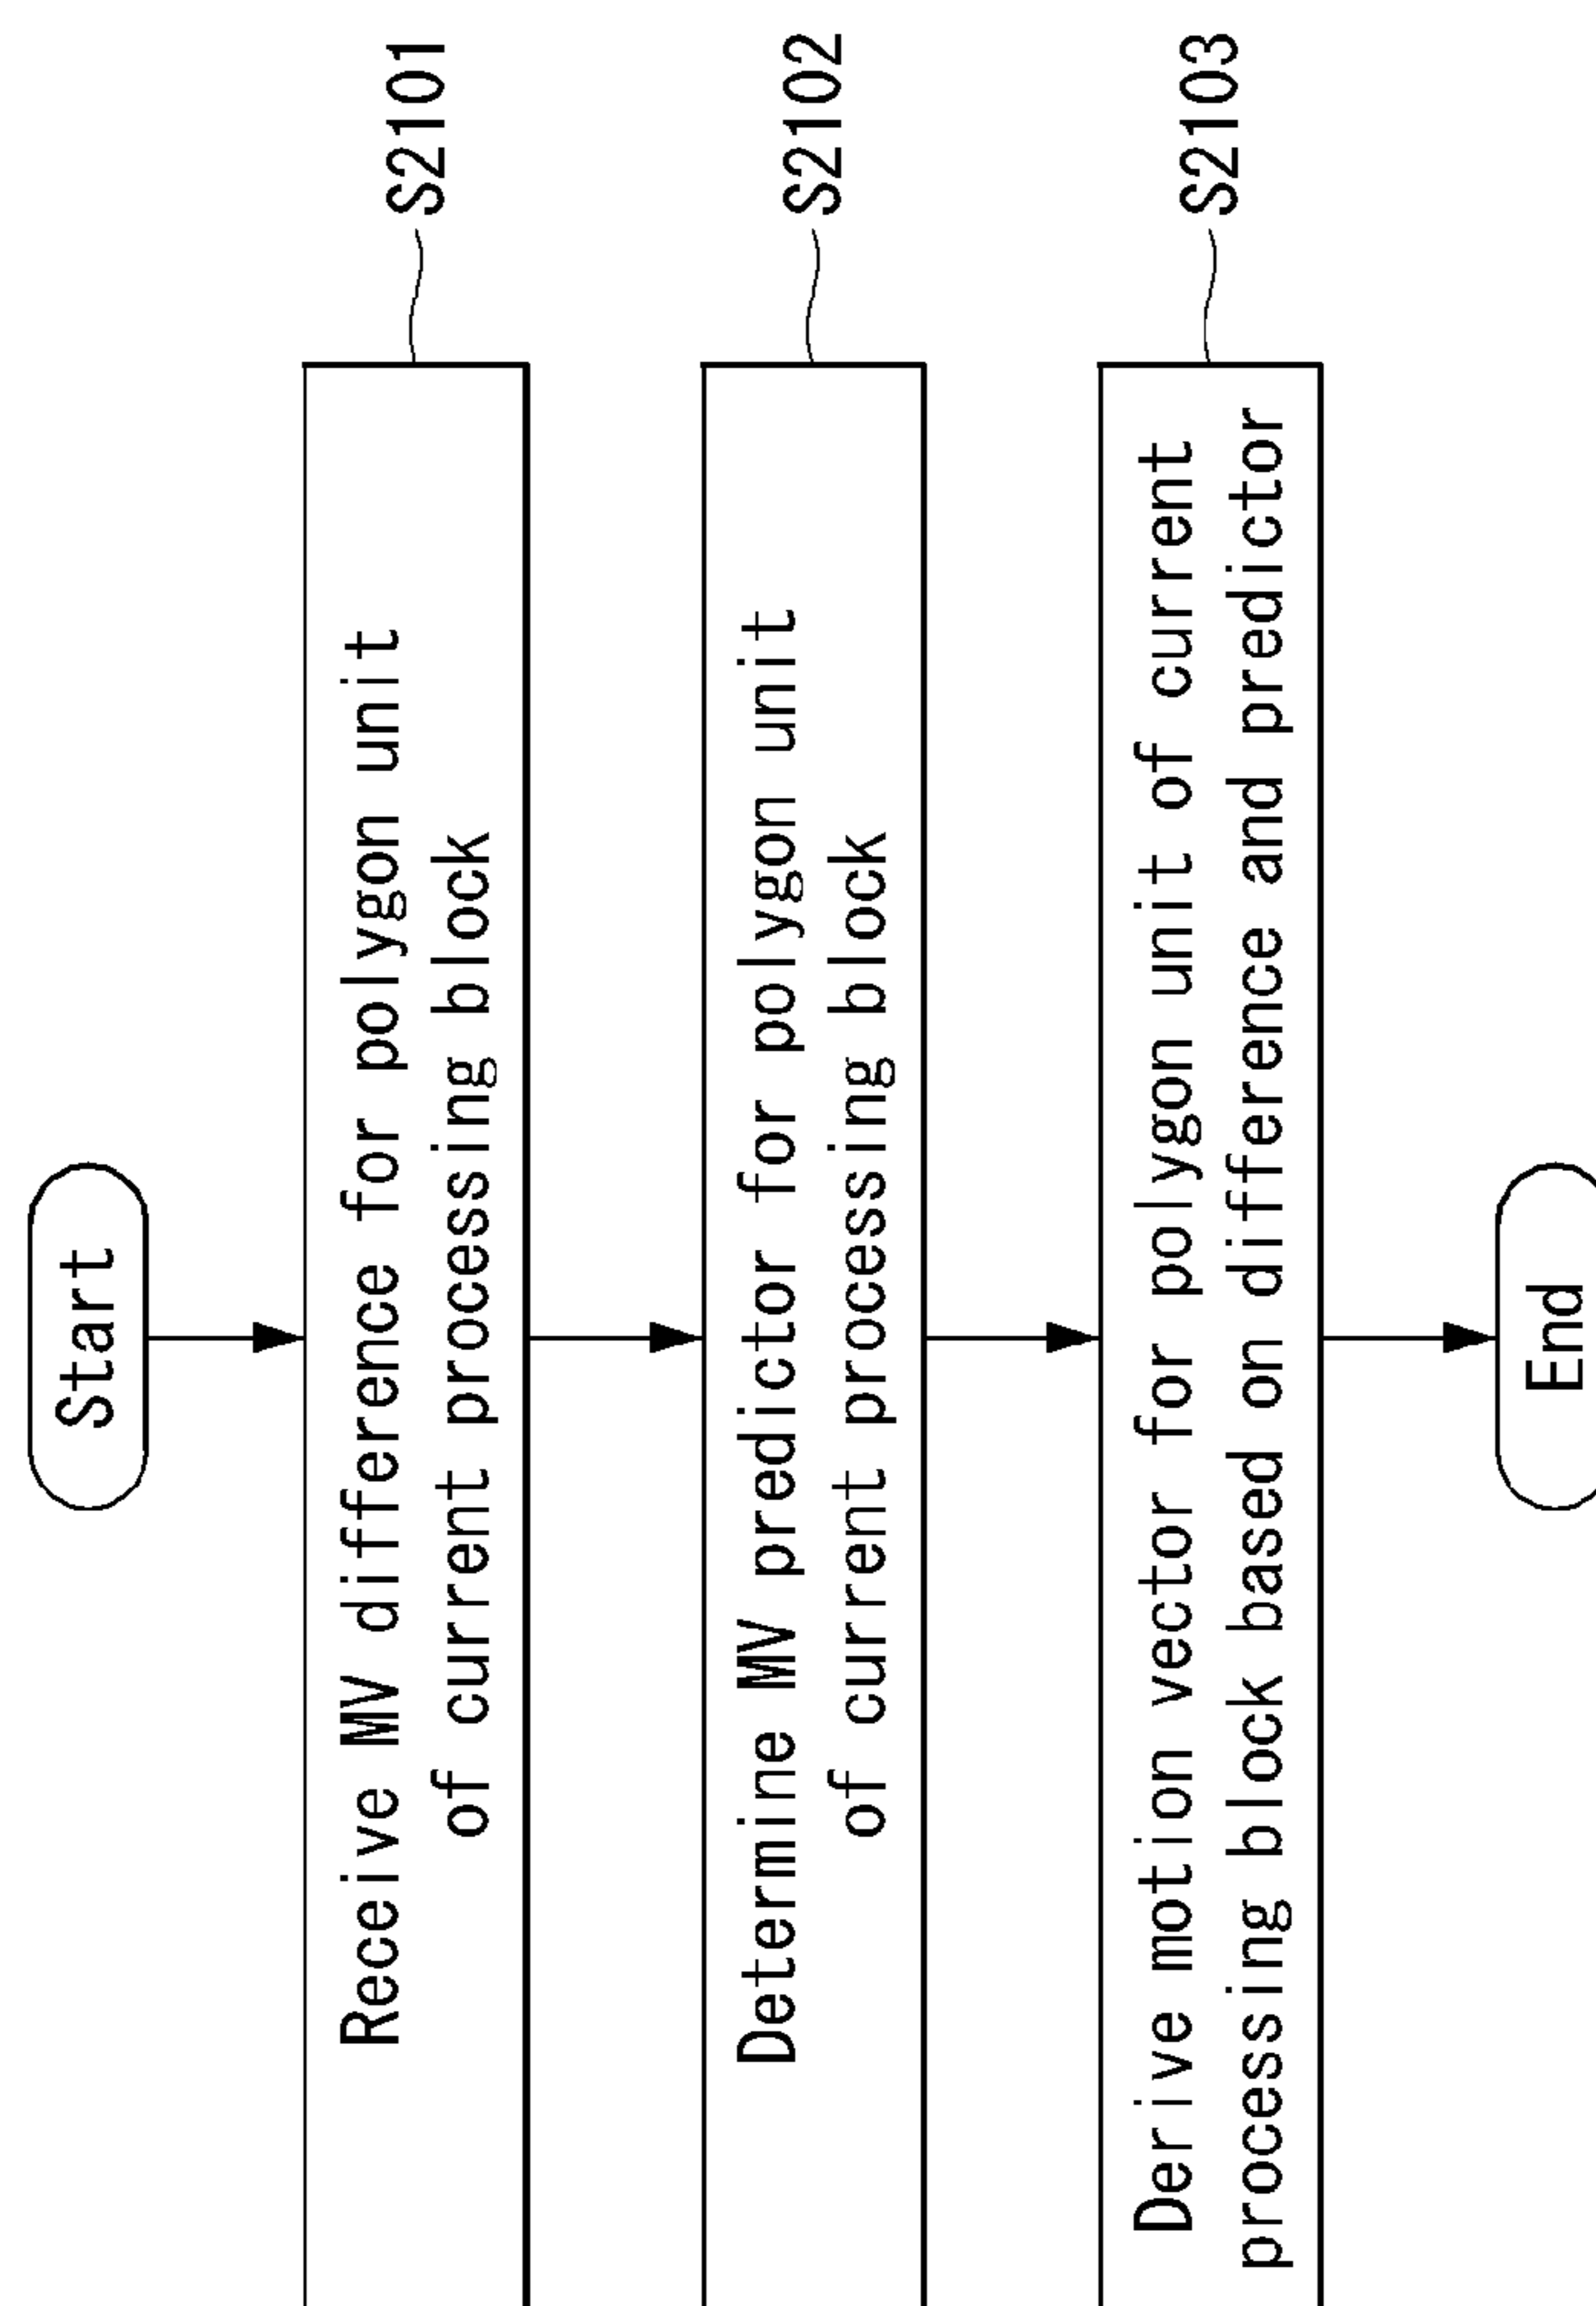 Start
Receive MV difference for polygon unit
of current processing block
S2101
Determine MV predictor for polygon unit
of current processing block
S2102
Derive motion vector for polygon unit of current
processing block based on difference and predictor
S2103
End